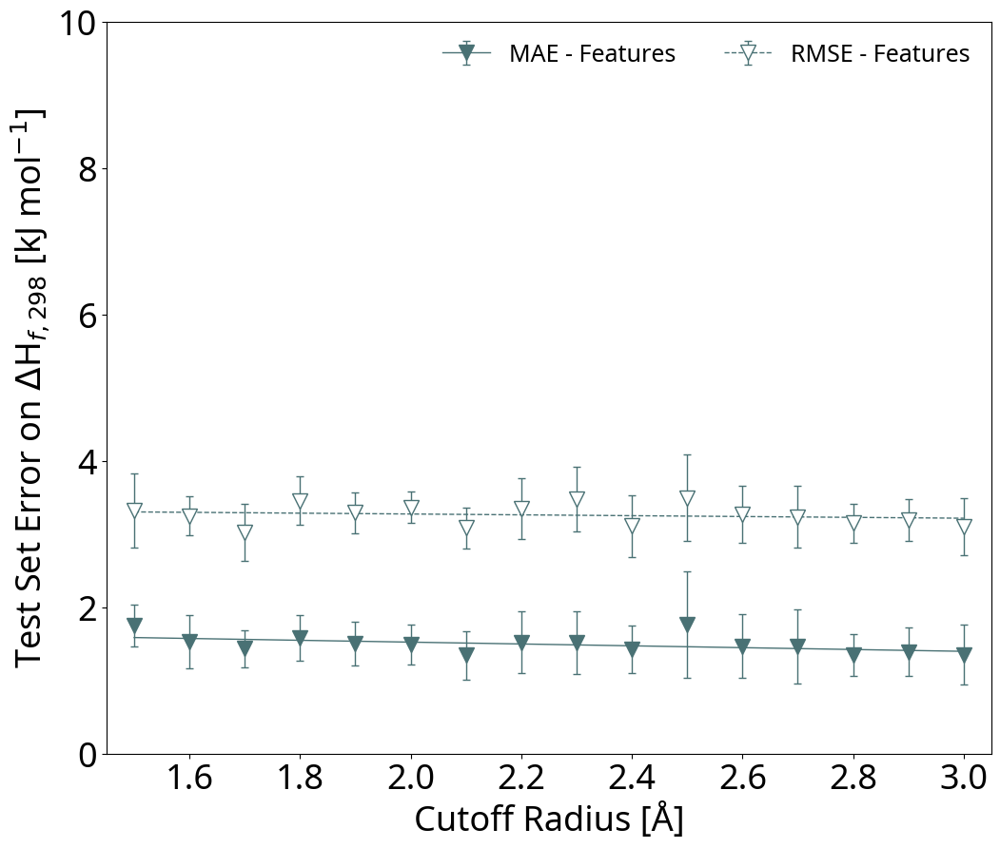 MAE - Features
RMSE - Features
Test Set Error on ΔH_{f, 298} [kJ mol⁻¹]
10
8
6
4
2
0
1.6 1.8 2.0 2.2 2.4 2.6 2.8 3.0
Cutoff Radius [Å]